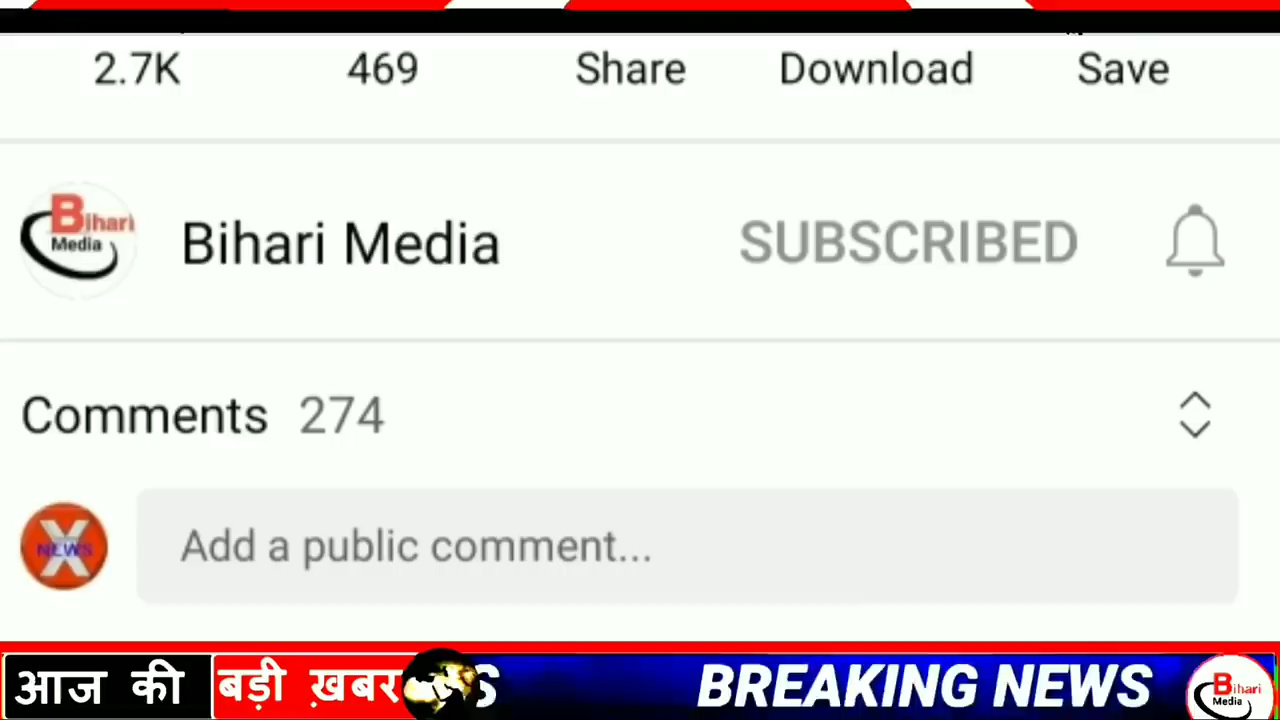 2.7K 469 Share Download Save
Bihari Media
Bihari Media SUBSCRIBED
Comments 274
X NEWS
Add a public comment...
आज की बड़ी ख़बर S BREAKING NEWS
Bihari Media